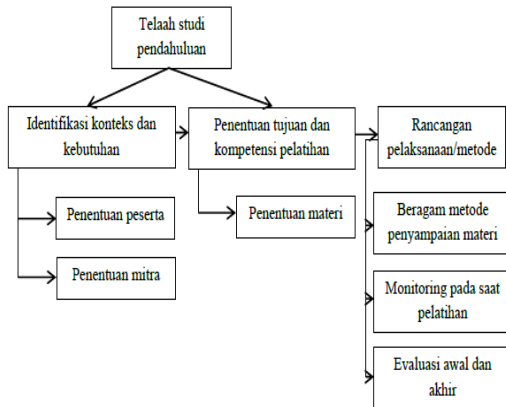 Telaah studi
pendahuluan
Identifikasi konteks dan
kebutuhan
Penentuan tujuan dan
kompetensi pelatihan
Rancangan
pelaksanaan/metode
Penentuan peserta
Penentuan mitra
Penentuan materi
Beragam metode
penyampaian materi
Monitoring pada saat
pelatihan
Evaluasi awal dan
akhir